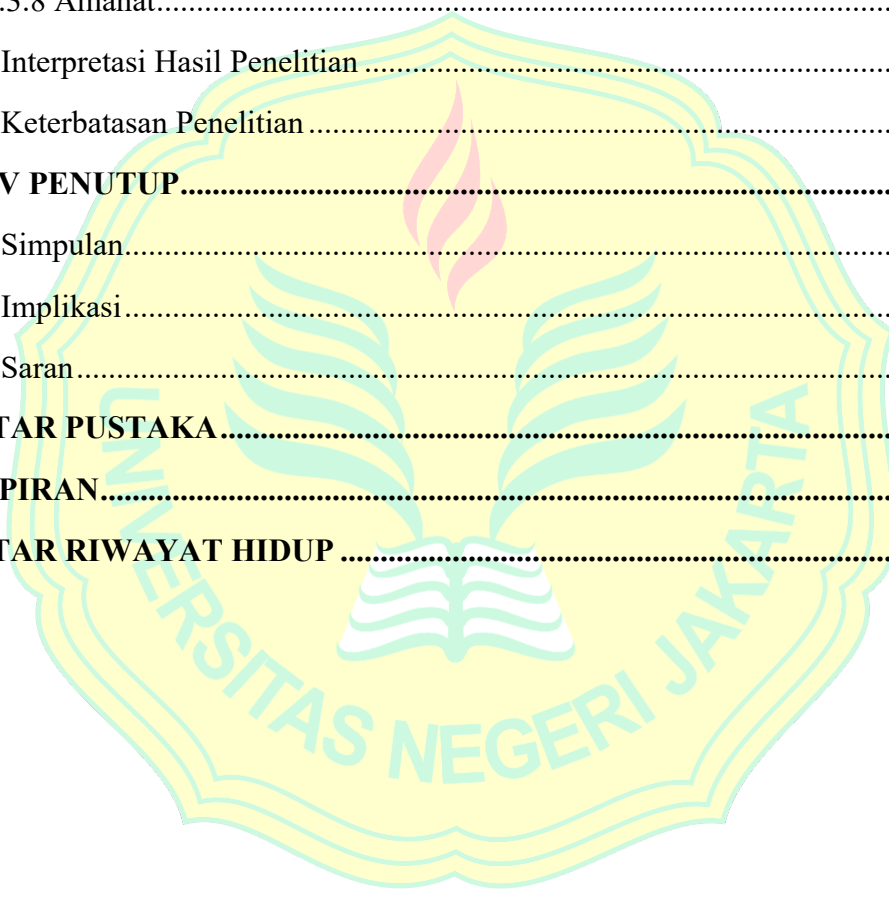 .3.8 Amanat
Interpretasi Hasil Penelitian
Keterbatasan Penelitian
V PENUTUP
Simpulan
Implikasi
Saran
TAR PUSTAKA
PIRAN
TAR RIWAYAT HIDUP
UNIVERSITAS NEGERI JAKARTA